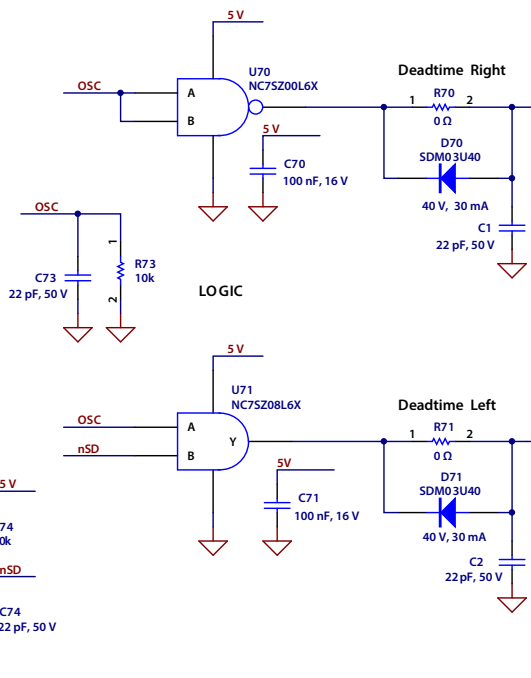 5 V
U70
NC7SZ00L6X
Deadtime Right
OSC
A
B
1
R70
2
0 Ω
5 V
C70
100 nF, 16 V
D70
SDM03U40
40 V, 30 mA
C1
22 pF, 50 V
OSC
1
R73
10k
2
C73
22 pF, 50 V
LOGIC
5 V
U71
NC7SZ08L6X
Deadtime Left
OSC
A
Y
nSD
B
1
R71
2
0 Ω
5V
C71
100 nF, 16 V
D71
SDM03U40
40 V, 30 mA
C2
22pF, 50 V
5 V
74
0k
nSD
C74
22 pF, 50 V